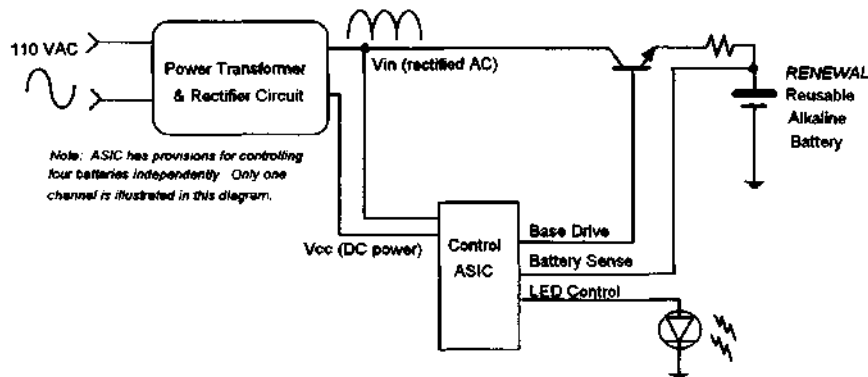 110 VAC
Power Transformer
& Rectifier Circuit
Vin (rectified AC)
RENEWAL
Reusable
Alkaline
Battery
Note: ASIC has provisions for controlling
four batteries independently Only one
channel is illustrated in this diagram.
Vcc (DC power)
Control
ASIC
Base Drive
Battery Sense
LED Control